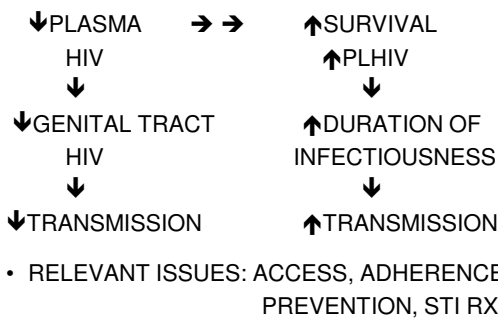 🡻PLASMA 🡺 🡺 🡹SURVIVAL
HIV 🡹PLHIV
🡻 🡻
🡻GENITAL TRACT 🡹DURATION OF
HIV INFECTIOUSNESS
🡻 🡻
🡻TRANSMISSION 🡹TRANSMISSION
• RELEVANT ISSUES: ACCESS, ADHERENCE
PREVENTION, STI RX